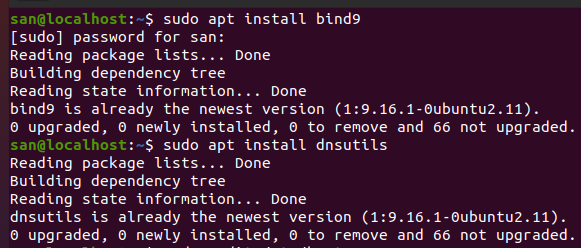 san@localhost:~$ sudo apt install bind9
[sudo] password for san:
Reading package lists... Done
Building dependency tree
Reading state information... Done
bind9 is already the newest version (1:9.16.1-0ubuntu2.11).
0 upgraded, 0 newly installed, 0 to remove and 66 not upgraded.
san@localhost:~$ sudo apt install dnsutils
Reading package lists... Done
Building dependency tree
Reading state information... Done
dnsutils is already the newest version (1:9.16.1-0ubuntu2.11).
0 upgraded, 0 newly installed, 0 to remove and 66 not upgraded.